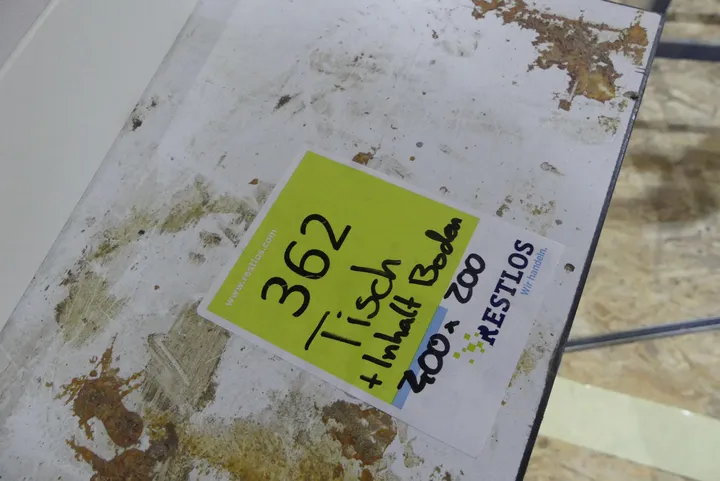 www.restlos.com
362
Tisch
+ Inhalt Boden
200 x 200
RESTLOS
Wir handeln.